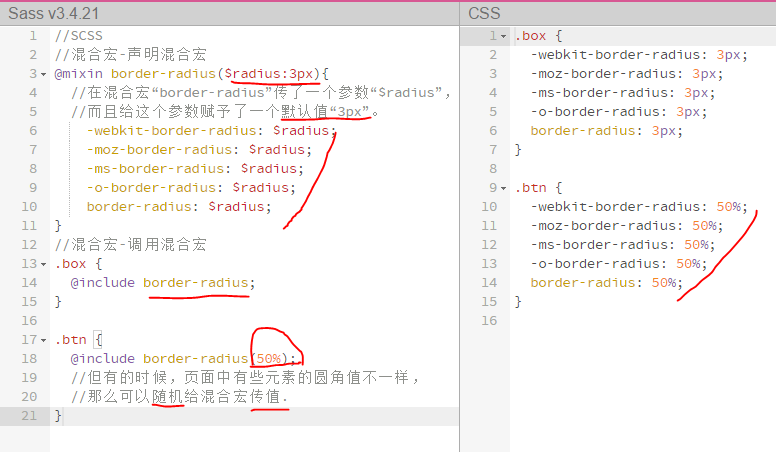 Sass v3.4.21
1 //SCSS
2 //混合宏-声明混合宏
3 @mixin border-radius($radius:3px){
4 //在混合宏“border-radius”传了一个参数“$radius”，
5 //而且给这个参数赋予了一个默认值“3px”。
6 -webkit-border-radius: $radius;
7 -moz-border-radius: $radius;
8 -ms-border-radius: $radius;
9 -o-border-radius: $radius;
10 border-radius: $radius;
11 }
12 //混合宏-调用混合宏
13 .box {
14 @include border-radius;
15 }
16
17 .btn {
18 @include border-radius(50%);
19 //但有的时候，页面中有些元素的圆角值不一样，
20 //那么可以随机给混合宏传值.
21 }
CSS
1 .box {
2 -webkit-border-radius: 3px;
3 -moz-border-radius: 3px;
4 -ms-border-radius: 3px;
5 -o-border-radius: 3px;
6 border-radius: 3px;
7 }
8
9 .btn {
10 -webkit-border-radius: 50%;
11 -moz-border-radius: 50%;
12 -ms-border-radius: 50%;
13 -o-border-radius: 50%;
14 border-radius: 50%;
15 }
16